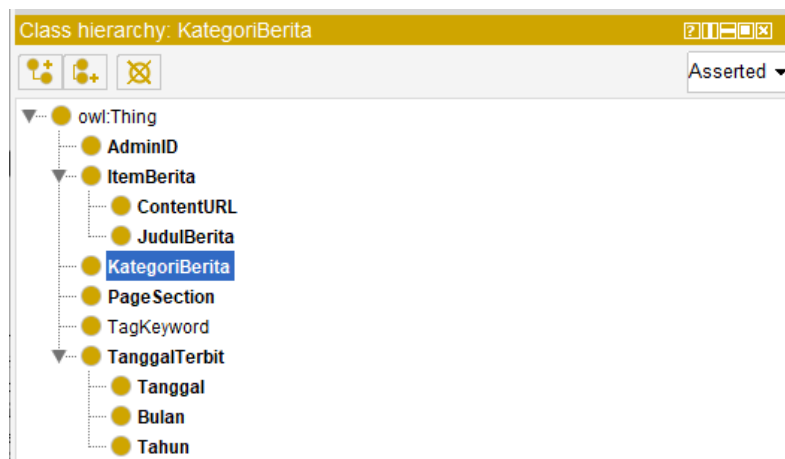 Class hierarchy: KategoriBerita
Asserted
owl:Thing
AdminID
ItemBerita
ContentURL
JudulBerita
KategoriBerita
PageSection
TagKeyword
TanggalTerbit
Tanggal
Bulan
Tahun